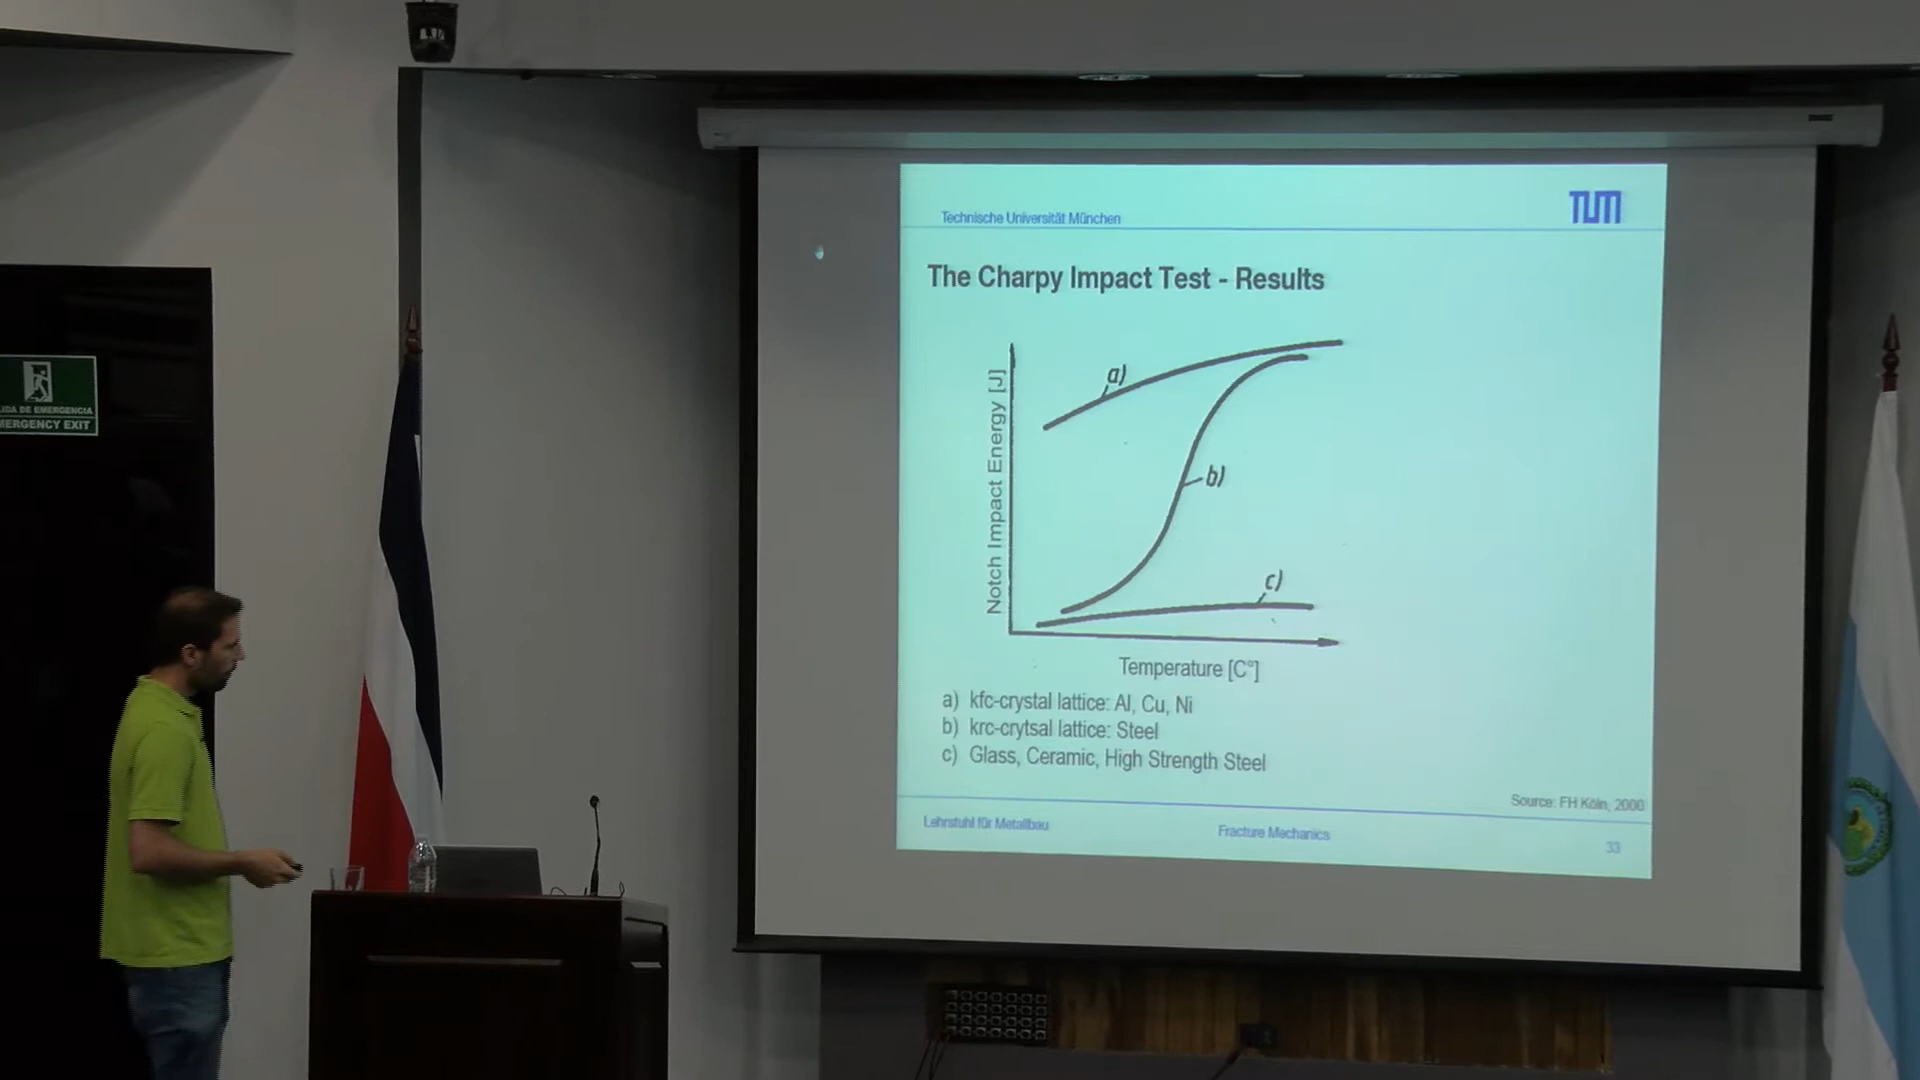 LIDA DE EMERGENCIA
MERGENCY EXIT
Technische Universität München
TUM
The Charpy Impact Test - Results
Notch Impact Energy [J]
a)
b)
c)
Temperature [C°]
a) kfc-crystal lattice: Al, Cu, Ni
b) krc-crytsal lattice: Steel
c) Glass, Ceramic, High Strength Steel
Source: FH Köln, 2000
Lehrstuhl für Metallbau
Fracture Mechanics
33